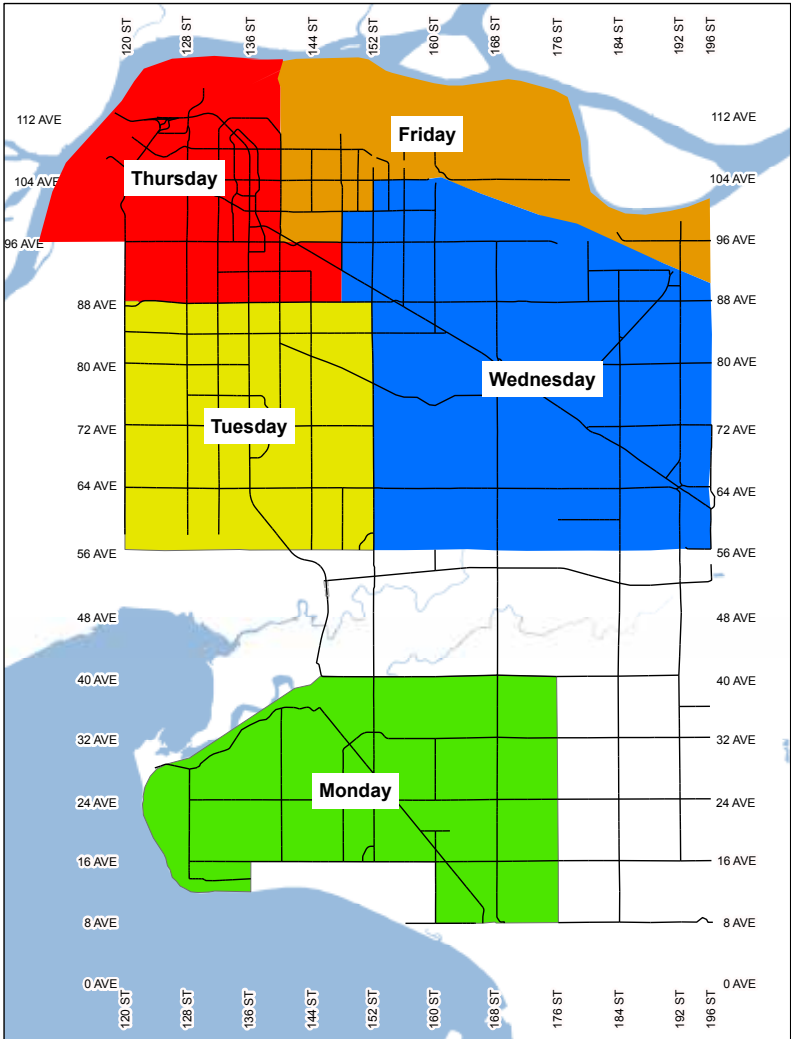 120 ST
128 ST
136 ST
144 ST
152 ST
160 ST
168 ST
176 ST
184 ST
192 ST
196 ST
112 AVE
112 AVE
Friday
Thursday
104 AVE
104 AVE
96 AVE
96 AVE
88 AVE
88 AVE
80 AVE
80 AVE
Wednesday
Tuesday
72 AVE
72 AVE
64 AVE
64 AVE
56 AVE
56 AVE
48 AVE
48 AVE
40 AVE
40 AVE
32 AVE
32 AVE
Monday
24 AVE
24 AVE
16 AVE
16 AVE
8 AVE
8 AVE
0 AVE
0 AVE
120 ST
128 ST
136 ST
144 ST
152 ST
160 ST
168 ST
176 ST
184 ST
192 ST
196 ST